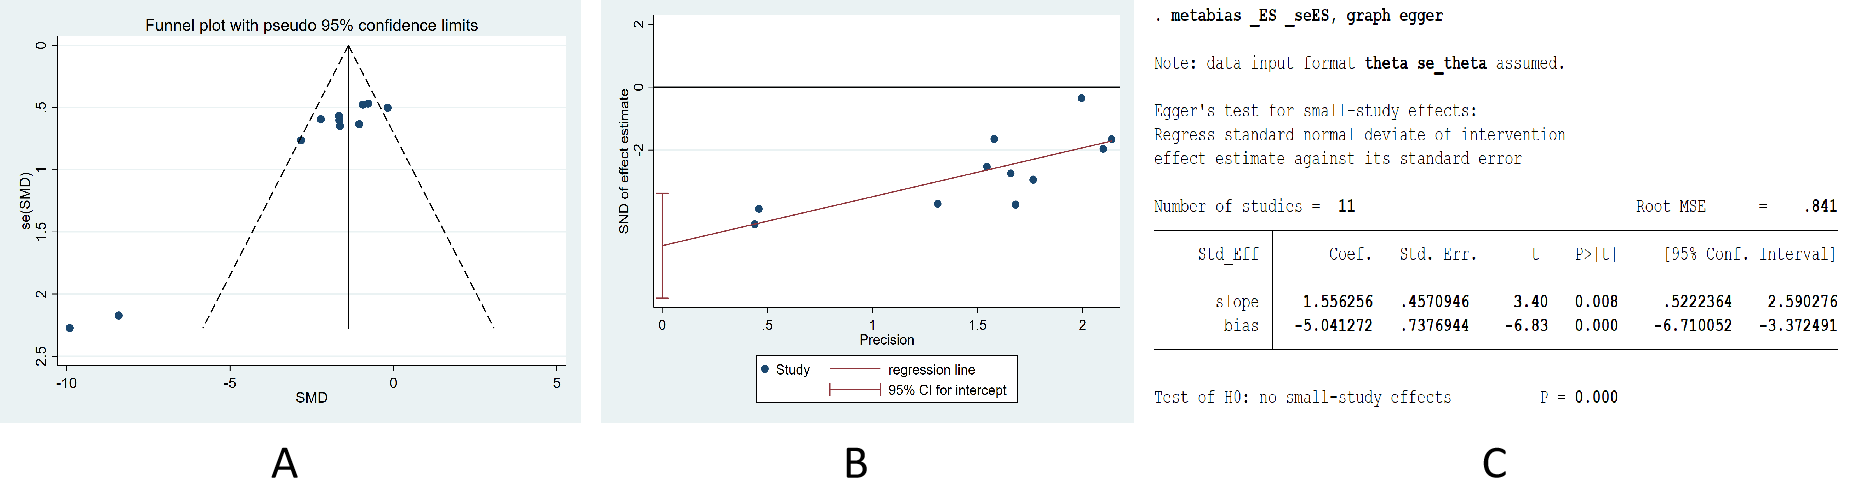 Funnel plot with pseudo 95% confidence limits
se(SMD)
0
.5
1
1.5
2
2.5
-10
-5
0
5
SMD
A
SND of effect estimate
2
0
-2
0
.5
1
1.5
2
Precision
Study
regression line
95% CI for intercept
B
. metabias _ES _seES, graph egger
Note: data input format theta se_theta assumed.
Egger's test for small-study effects:
Regress standard normal deviate of intervention
effect estimate against its standard error
Number of studies = 11 Root MSE = .841
Std_Eff Coef. Std. Err. t P>|t| [95% Conf. Interval]
slope 1.556256 .4570946 3.40 0.008 .5222364 2.590276
bias -5.041272 .7376944 -6.83 0.000 -6.710052 -3.372491
Test of H0: no small-study effects P = 0.000
C